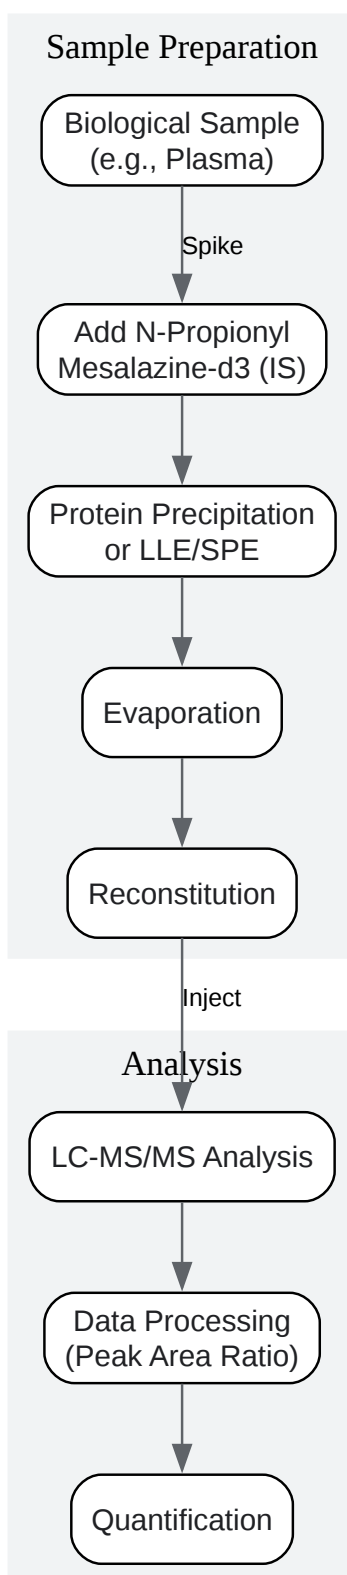 Sample Preparation
Biological Sample
(e.g., Plasma)
Spike
Add N-Propionyl
Mesalazine-d3 (IS)
Protein Precipitation
or LLE/SPE
Evaporation
Reconstitution
Inject
Analysis
LC-MS/MS Analysis
Data Processing
(Peak Area Ratio)
Quantification